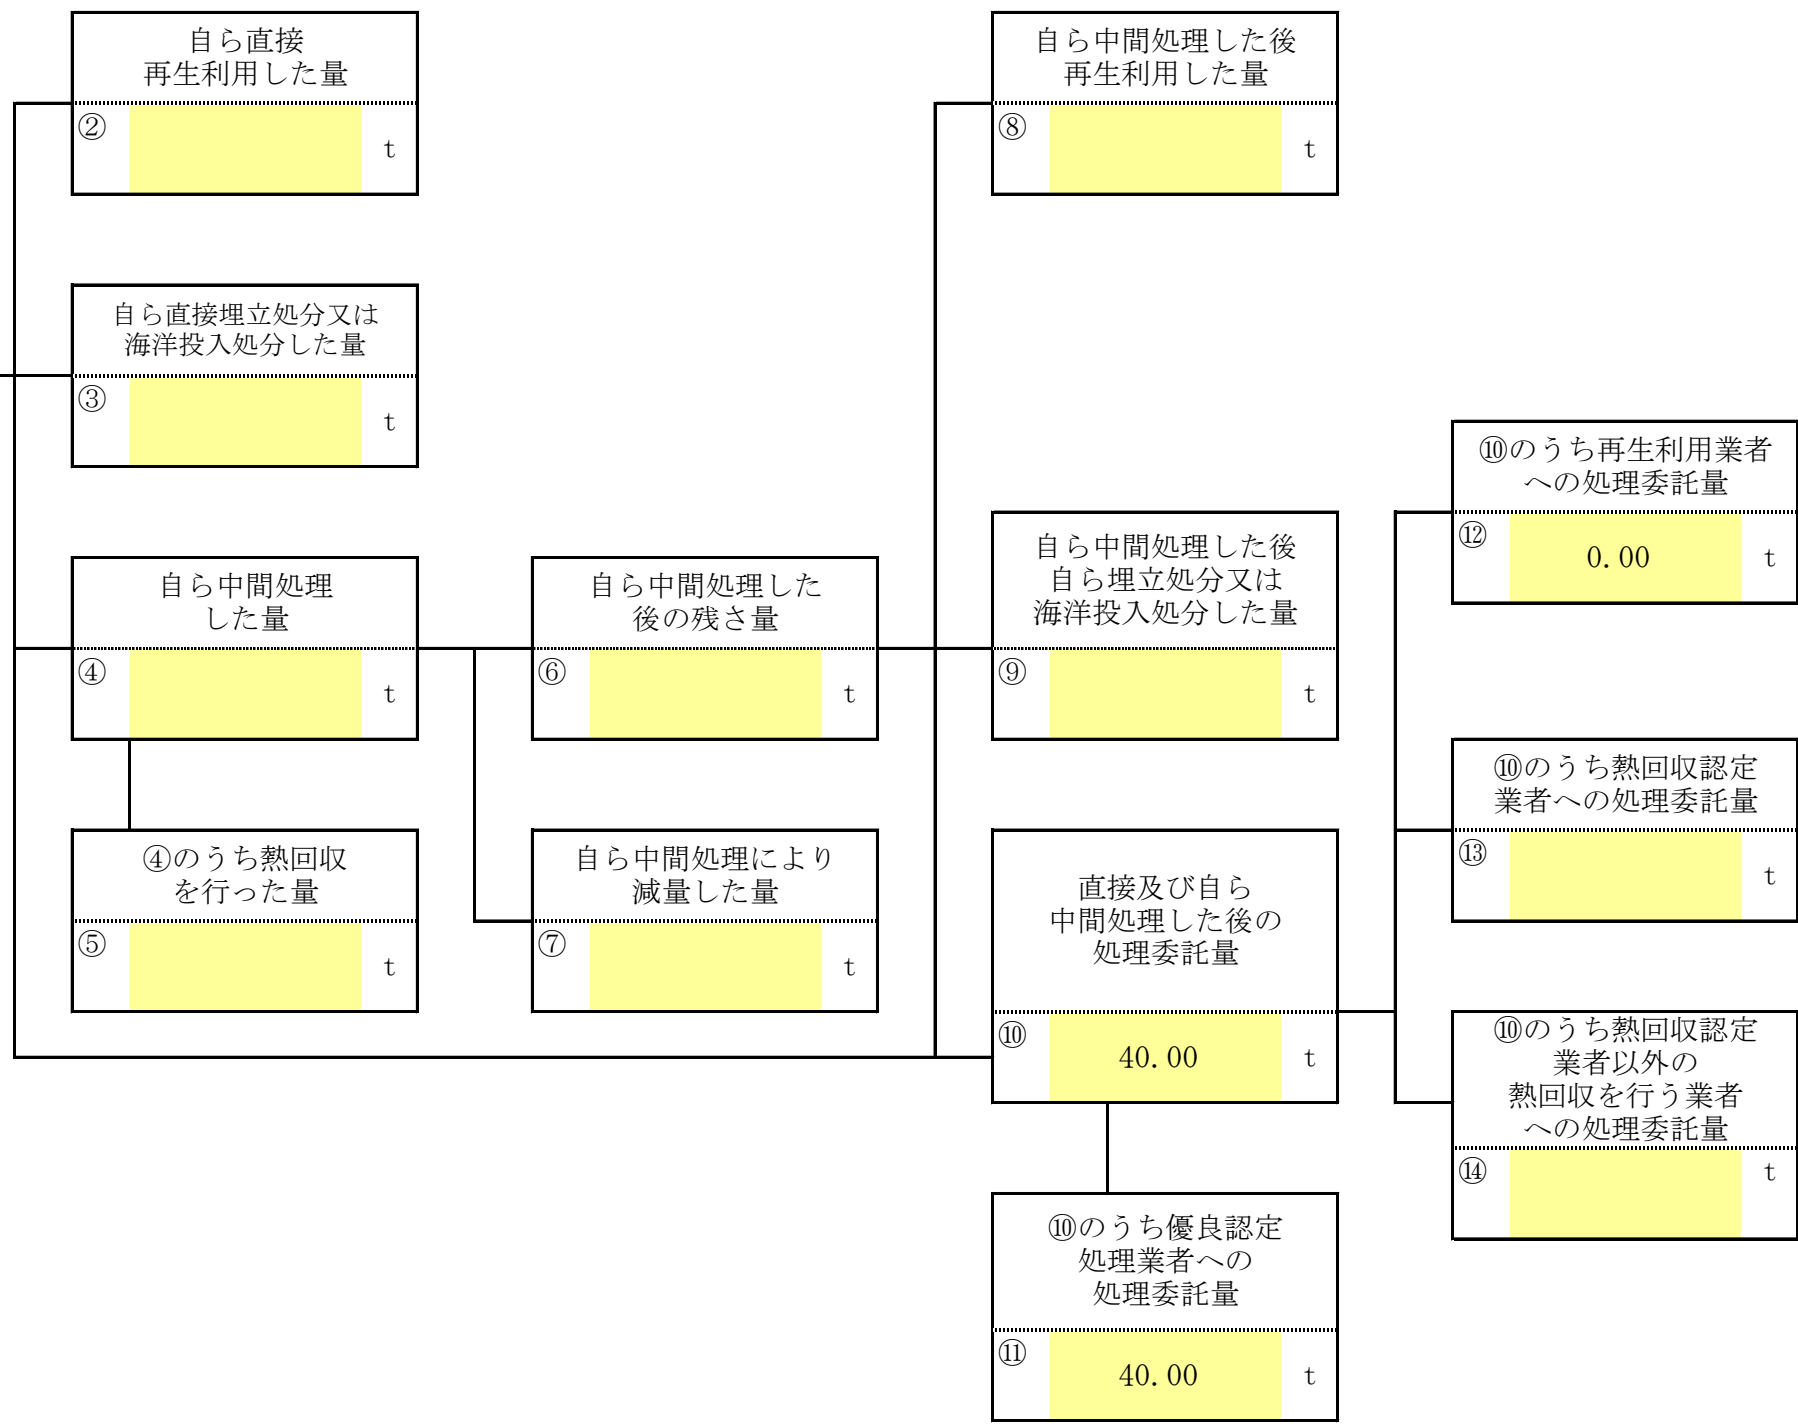 自ら直接
再生利用した量
②
t
自ら中間処理した後
再生利用した量
⑧
t
自ら直接埋立処分又は
海洋投入処分した量
③
t
⑩のうち再生利用業者
への処理委託量
⑫
0.00
t
自ら中間処理
した量
④
t
自ら中間処理した
後の残さ量
⑥
t
自ら中間処理した後
自ら埋立処分又は
海洋投入処分した量
⑨
t
⑩のうち熱回収認定
業者への処理委託量
⑬
t
④のうち熱回収
を行った量
⑤
t
自ら中間処理により
減量した量
⑦
t
直接及び自ら
中間処理した後の
処理委託量
⑩
40.00
t
⑩のうち熱回収認定
業者以外の
熱回収を行う業者
への処理委託量
⑭
t
⑩のうち優良認定
処理業者への
処理委託量
⑪
40.00
t